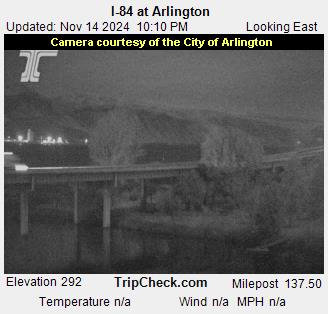 I-84 at Arlington
Updated: Nov 14 2024 10:10 PM Looking East
Camera courtesy of the City of Arlington
Elevation 292 TripCheck.com Milepost 137.50
Temperature n/a Wind n/a MPH n/a